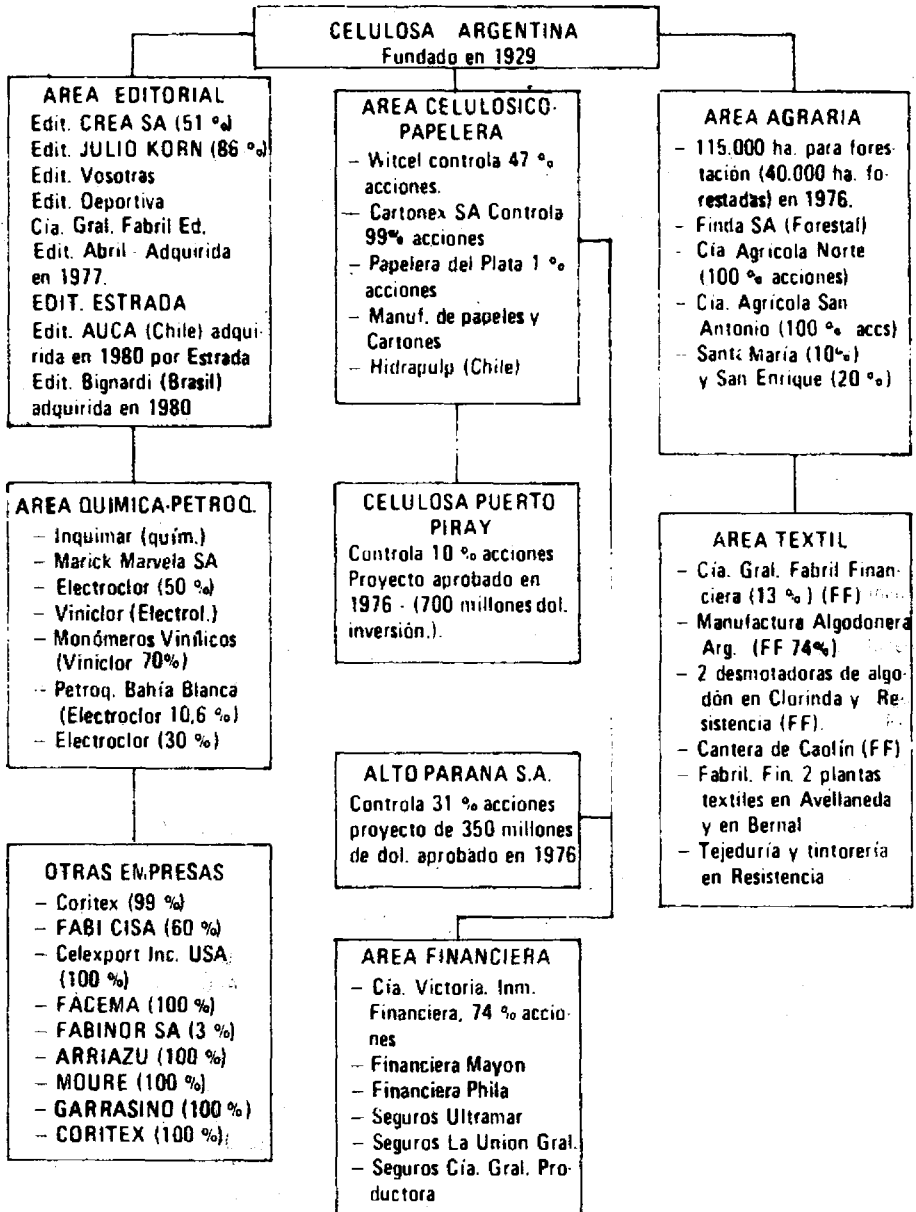 CELULOSA ARGENTINA
Fundado en 1929
AREA EDITORIAL
Edit. CREA SA (51 %)
Edit. JULIO KORN (86 %)
Edit. Vosotras
Edit. Deportiva
Cía. Gral. Fabril Ed.
Edit. Abril - Adquirida
en 1977.
EDIT. ESTRADA
Edit. AUCA (Chile) adqui-
rida en 1980 por Estrada
Edit. Bignardi (Brasil)
adquirida en 1980
AREA QUIMICA-PETROQ.
– Inquimar (quím.)
– Marick Marvela SA
– Electroclor (50 %)
– Viniclor (Electrol.)
– Monómeros Vinílicos
(Viniclor 70%)
– Petroq. Bahía Blanca
(Electroclor 10,6 %)
– Electroclor (30 %)
OTRAS EMPRESAS
– Coritex (99 %)
– FABI CISA (60 %)
– Celexport Inc. USA
(100 %)
– FACEMA (100 %)
– FABINOR SA (3 %)
– ARRIAZU (100 %)
– MOURE (100 %)
– GARRASINO (100 %)
– CORITEX (100 %)
AREA CELULOSICO-
PAPELERA
– Witcel controla 47 %
acciones.
– Cartonex SA Controla
99% acciones
– Papelera del Plata 1 %
acciones
– Manuf. de papeles y
Cartones
– Hidrapulp (Chile)
CELULOSA PUERTO
PIRAY
Controla 10 % acciones
Proyecto aprobado en
1976 - (700 millones dol.
inversión.).
ALTO PARANA S.A.
Controla 31 % acciones
proyecto de 350 millones
de dol. aprobado en 1976
AREA FINANCIERA
– Cía. Victoria. Inm.
Financiera, 74 % accio-
nes
– Financiera Mayon
– Financiera Phila
– Seguros Ultramar
– Seguros La Union Gral.
– Seguros Cía. Gral. Pro-
ductora
AREA AGRARIA
– 115.000 ha. para fores-
tación (40.000 ha. fo-
restadas) en 1976.
– Finda SA (Forestal)
– Cía Agrícola Norte
(100 % acciones)
– Cía. Agrícola San
Antonio (100 % accs)
– Santa María (10%)
y San Enrique (20 %)
AREA TEXTIL
– Cía. Gral. Fabril Finan-
ciera (13 %) (FF)
– Manufactura Algodonera
Arg. (FF 74%)
– 2 desmotadoras de algo-
dón en Clorinda y Re-
sistencia (FF).
– Cantera de Caolín (FF)
– Fabril. Fin. 2 plantas
textiles en Avellaneda
y en Bernal
– Tejeduría y tintorería
en Resistencia